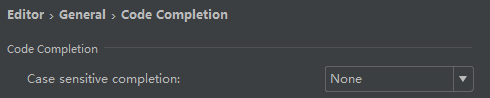 Editor › General › Code Completion
Code Completion
Case sensitive completion: None